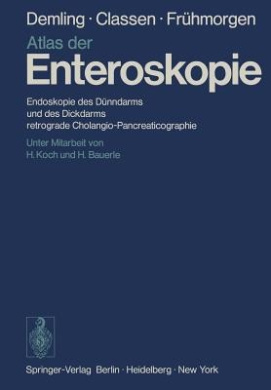 Demling · Classen · Frühmorgen
Atlas der
Enteroskopie
Endoskopie des Dünndarms
und des Dickdarms
retrograde Cholangio-Pancreaticographie
Unter Mitarbeit von
H. Koch und H. Bauerle
Springer-Verlag Berlin · Heidelberg · New York